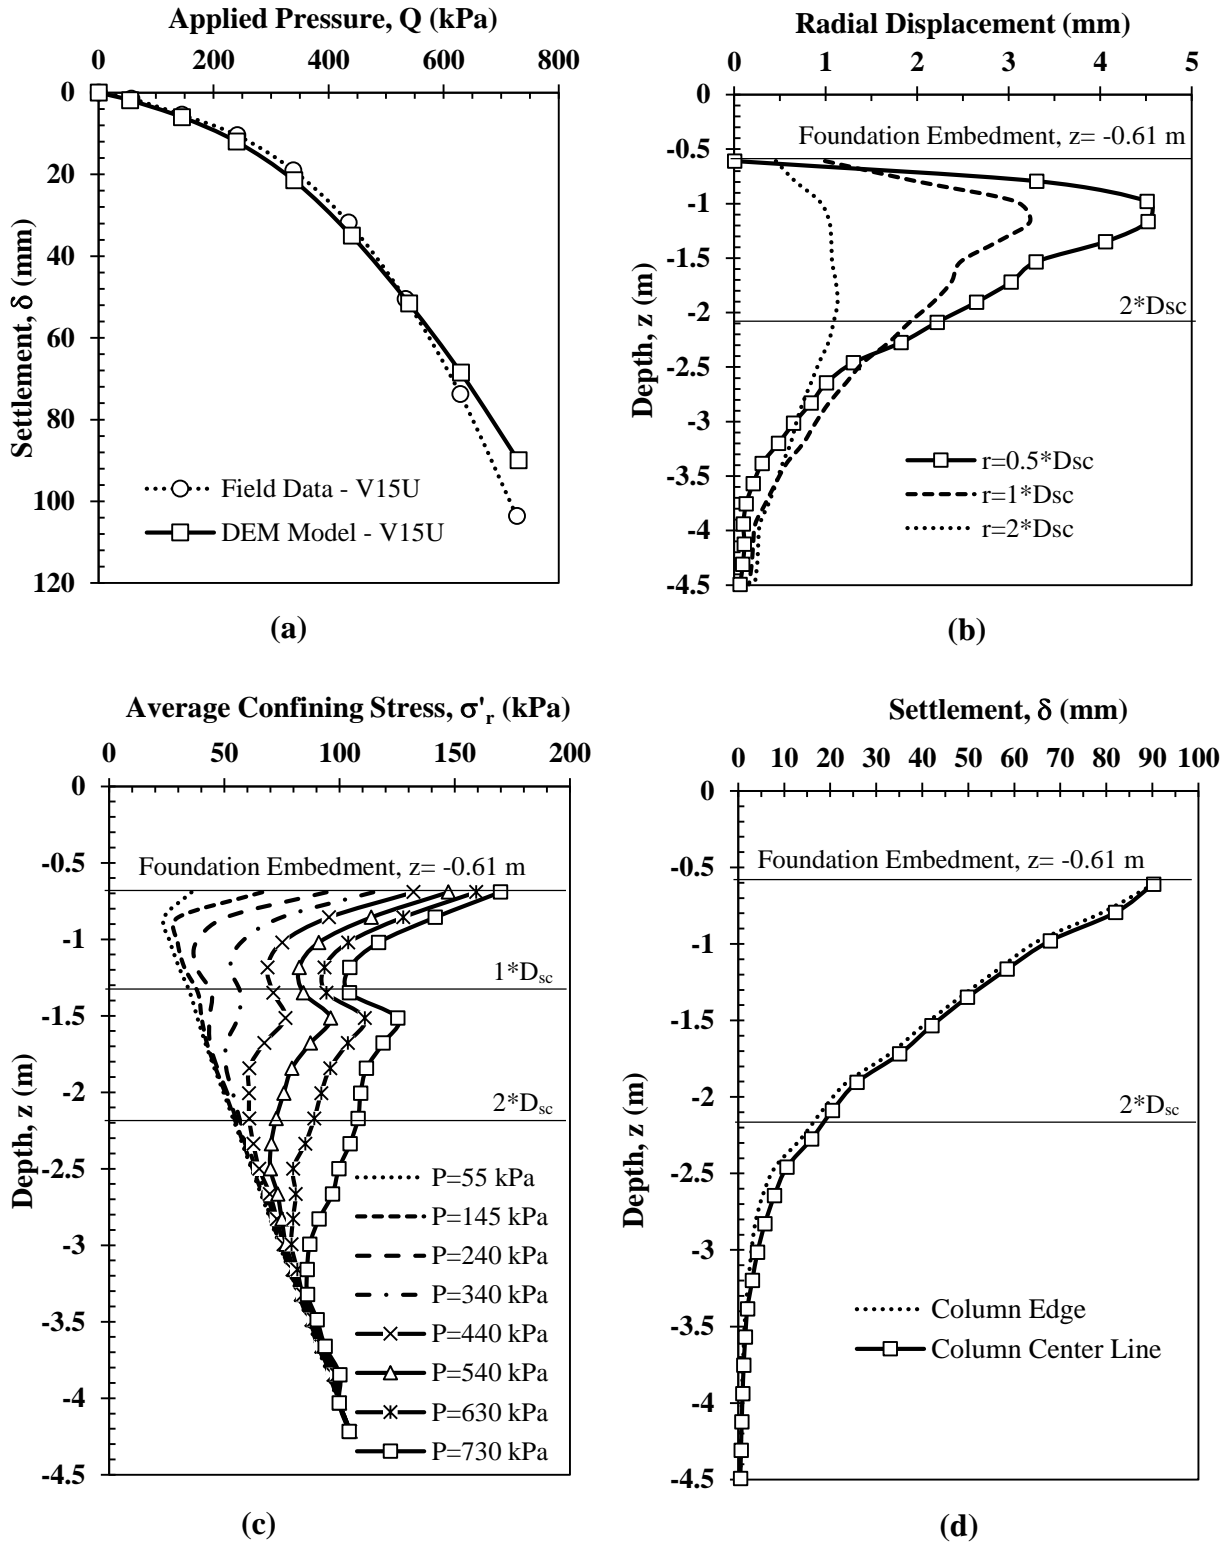 Applied Pressure, Q (kPa)
0 200 400 600 800
0
20
40
60
80
100
120
Settlement, δ (mm)
Field Data - V15U
DEM Model - V15U
(a)
Radial Displacement (mm)
0 1 2 3 4 5
0
-0.5
-1
-1.5
-2
-2.5
-3
-3.5
-4
-4.5
Depth, z (m)
Foundation Embedment, z= -0.61 m
2*Dsc
r=0.5*Dsc
r=1*Dsc
r=2*Dsc
(b)
Average Confining Stress, σ'r (kPa)
0 50 100 150 200
0
-0.5
-1
-1.5
-2
-2.5
-3
-3.5
-4
-4.5
Depth, z (m)
Foundation Embedment, z= -0.61 m
1*Dsc
2*Dsc
P=55 kPa
P=145 kPa
P=240 kPa
P=340 kPa
P=440 kPa
P=540 kPa
P=630 kPa
P=730 kPa
(c)
Settlement, δ (mm)
0 10 20 30 40 50 60 70 80 90 100
0
-0.5
-1
-1.5
-2
-2.5
-3
-3.5
-4
-4.5
Depth, z (m)
Foundation Embedment, z= -0.61 m
2*Dsc
Column Edge
Column Center Line
(d)